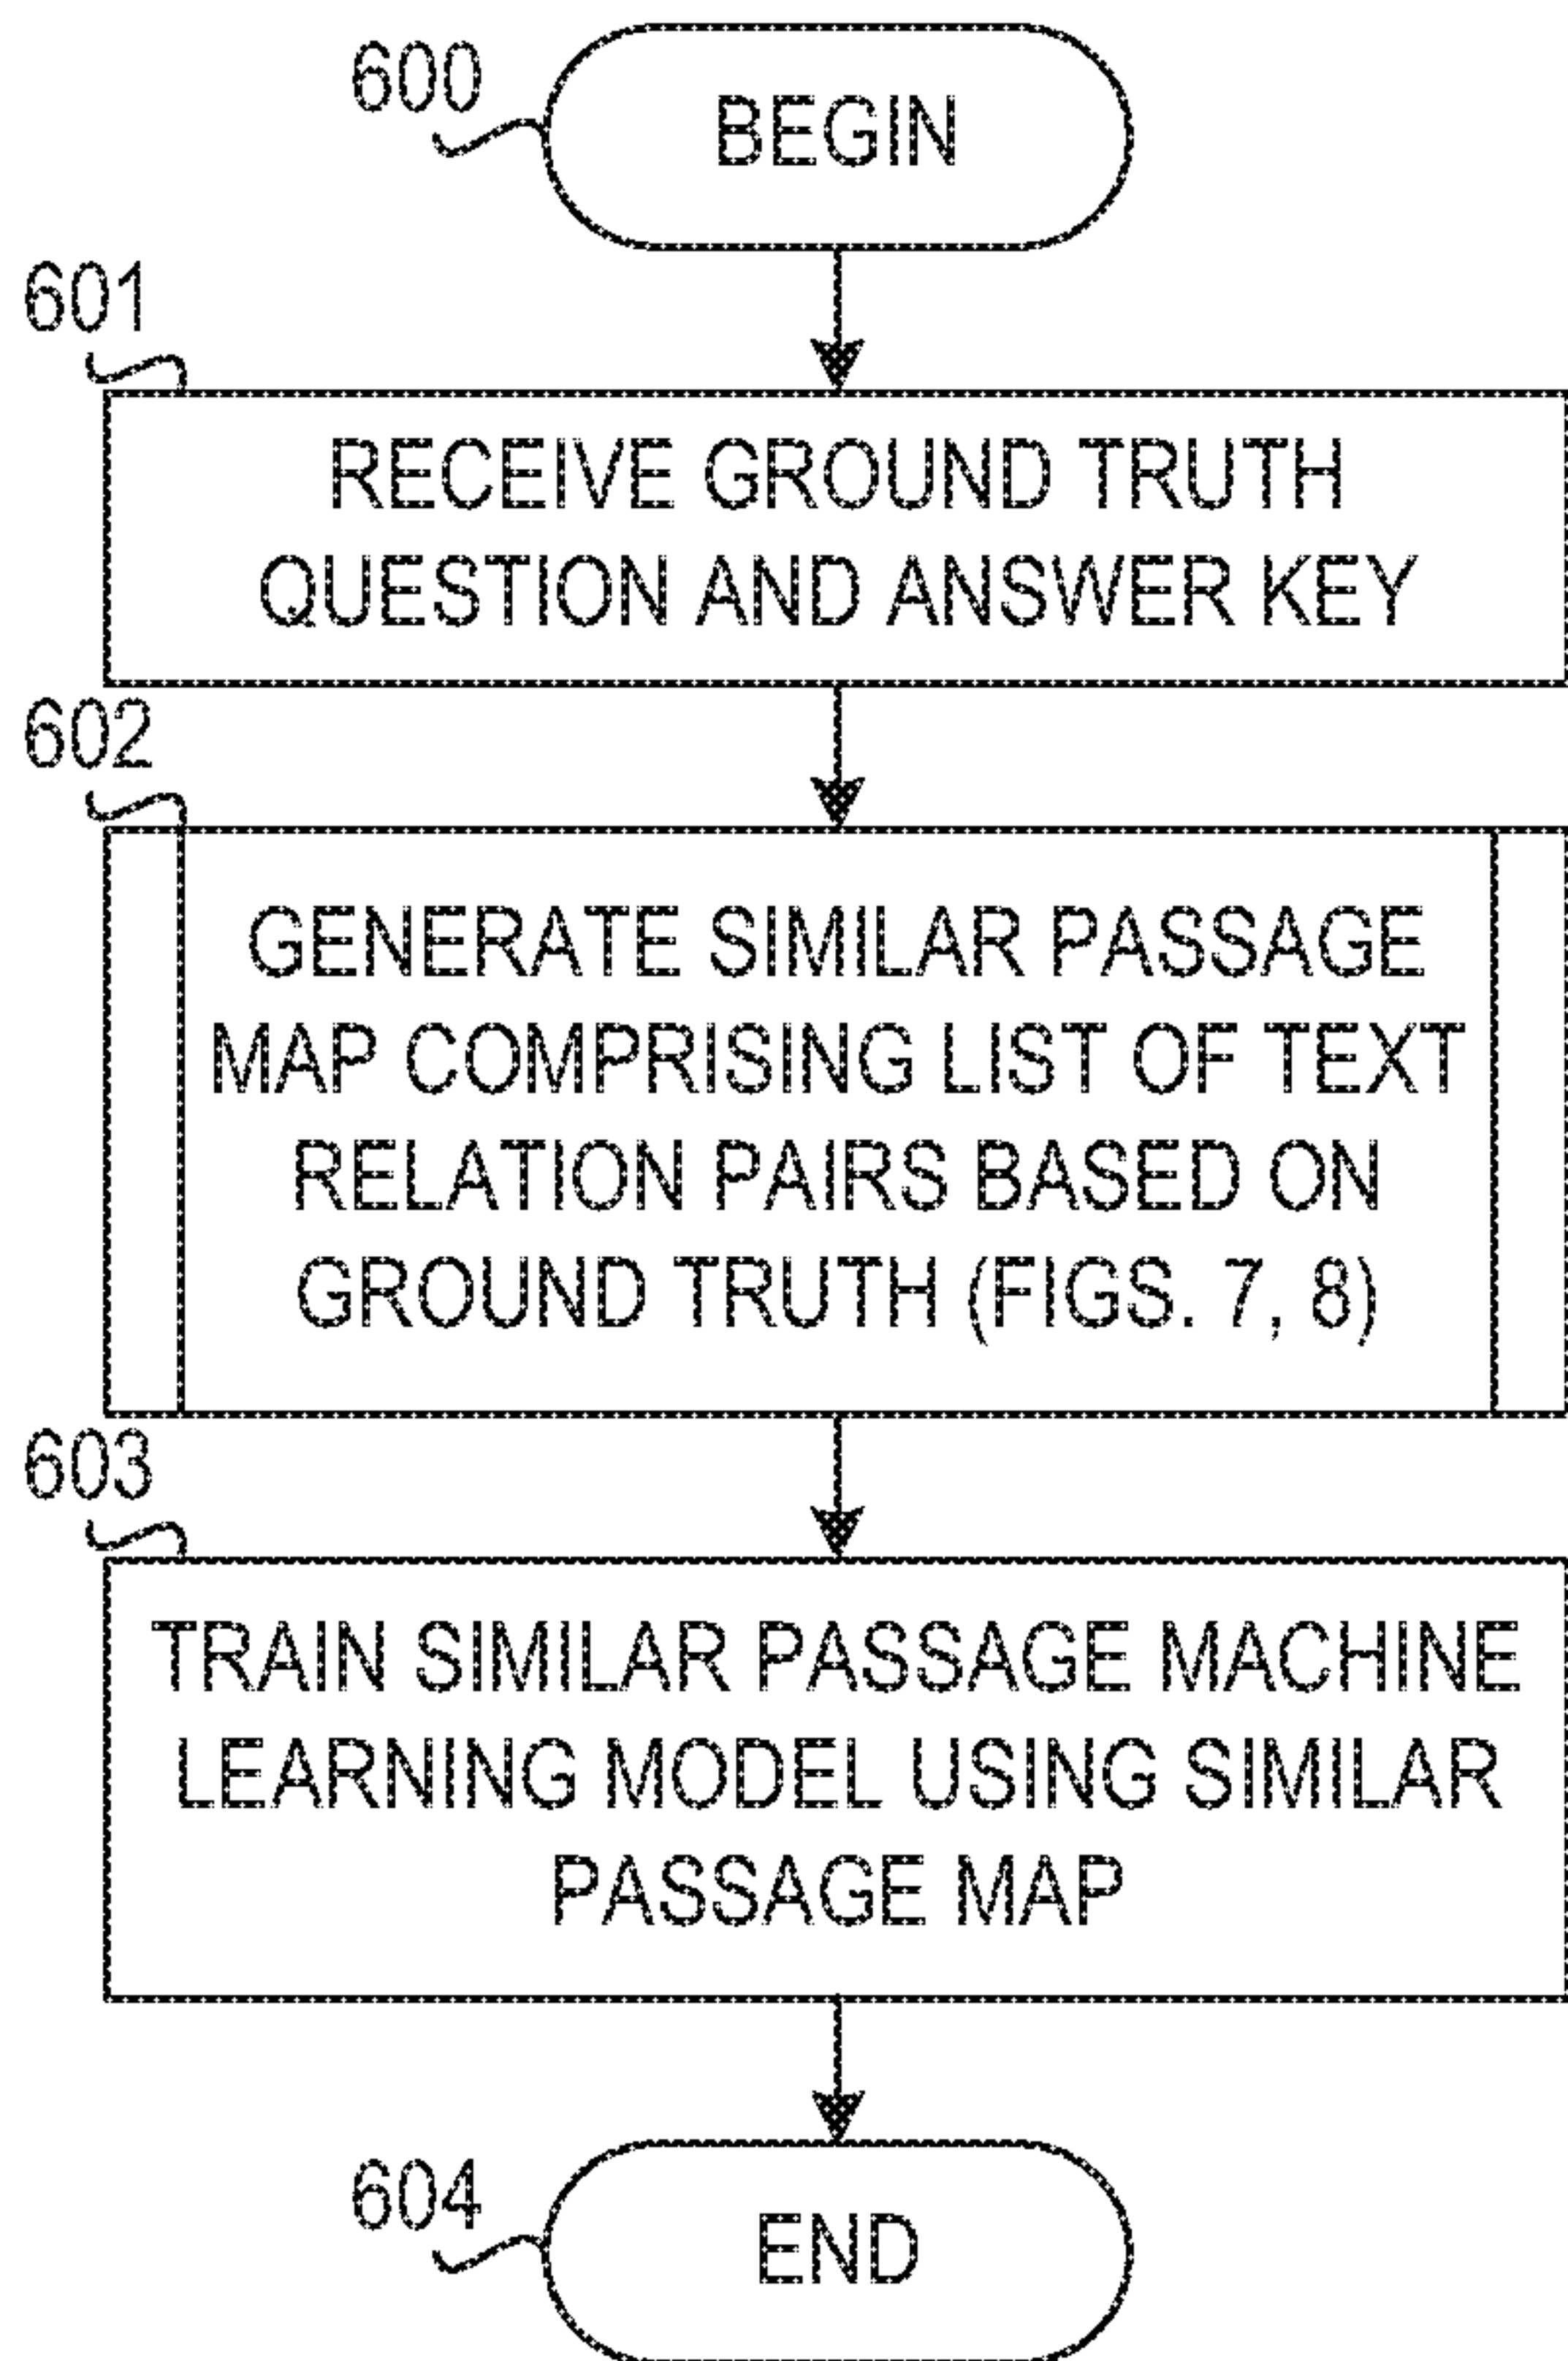 600
BEGIN
601
RECEIVE GROUND TRUTH
QUESTION AND ANSWER KEY
602
GENERATE SIMILAR PASSAGE
MAP COMPRISING LIST OF TEXT
RELATION PAIRS BASED ON
GROUND TRUTH (FIGS. 7, 8)
603
TRAIN SIMILAR PASSAGE MACHINE
LEARNING MODEL USING SIMILAR
PASSAGE MAP
604
END